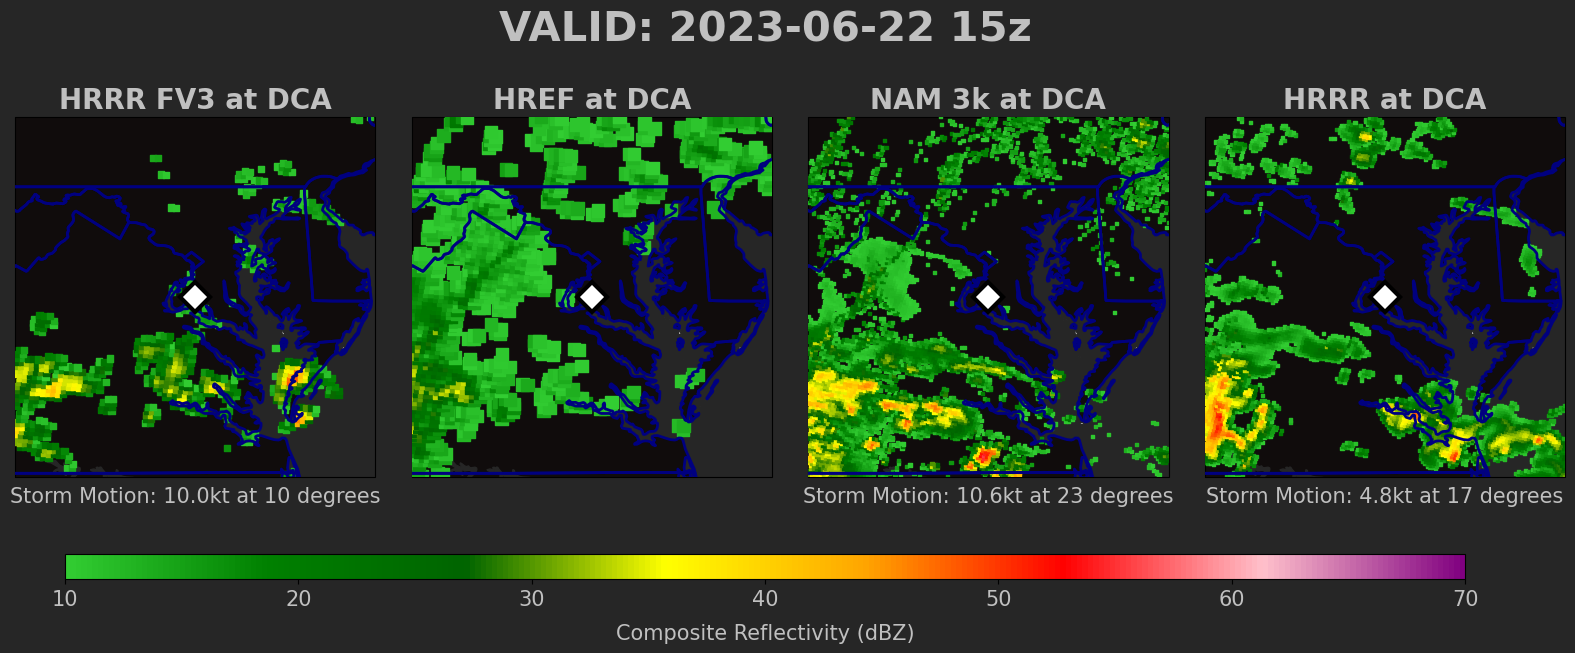 VALID: 2023-06-22 15z
HRRR FV3 at DCA
HREF at DCA
NAM 3k at DCA
HRRR at DCA
Storm Motion: 10.0kt at 10 degrees
Storm Motion: 10.6kt at 23 degrees
Storm Motion: 4.8kt at 17 degrees
10 20 30 40 50 60 70
Composite Reflectivity (dBZ)